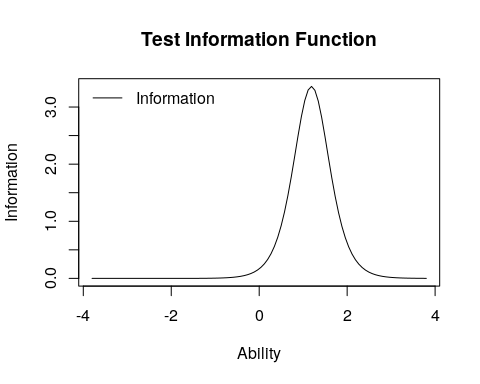 Test Information Function
Information
Information
3.0
2.0
1.0
0.0
-4 -2 0 2 4
Ability